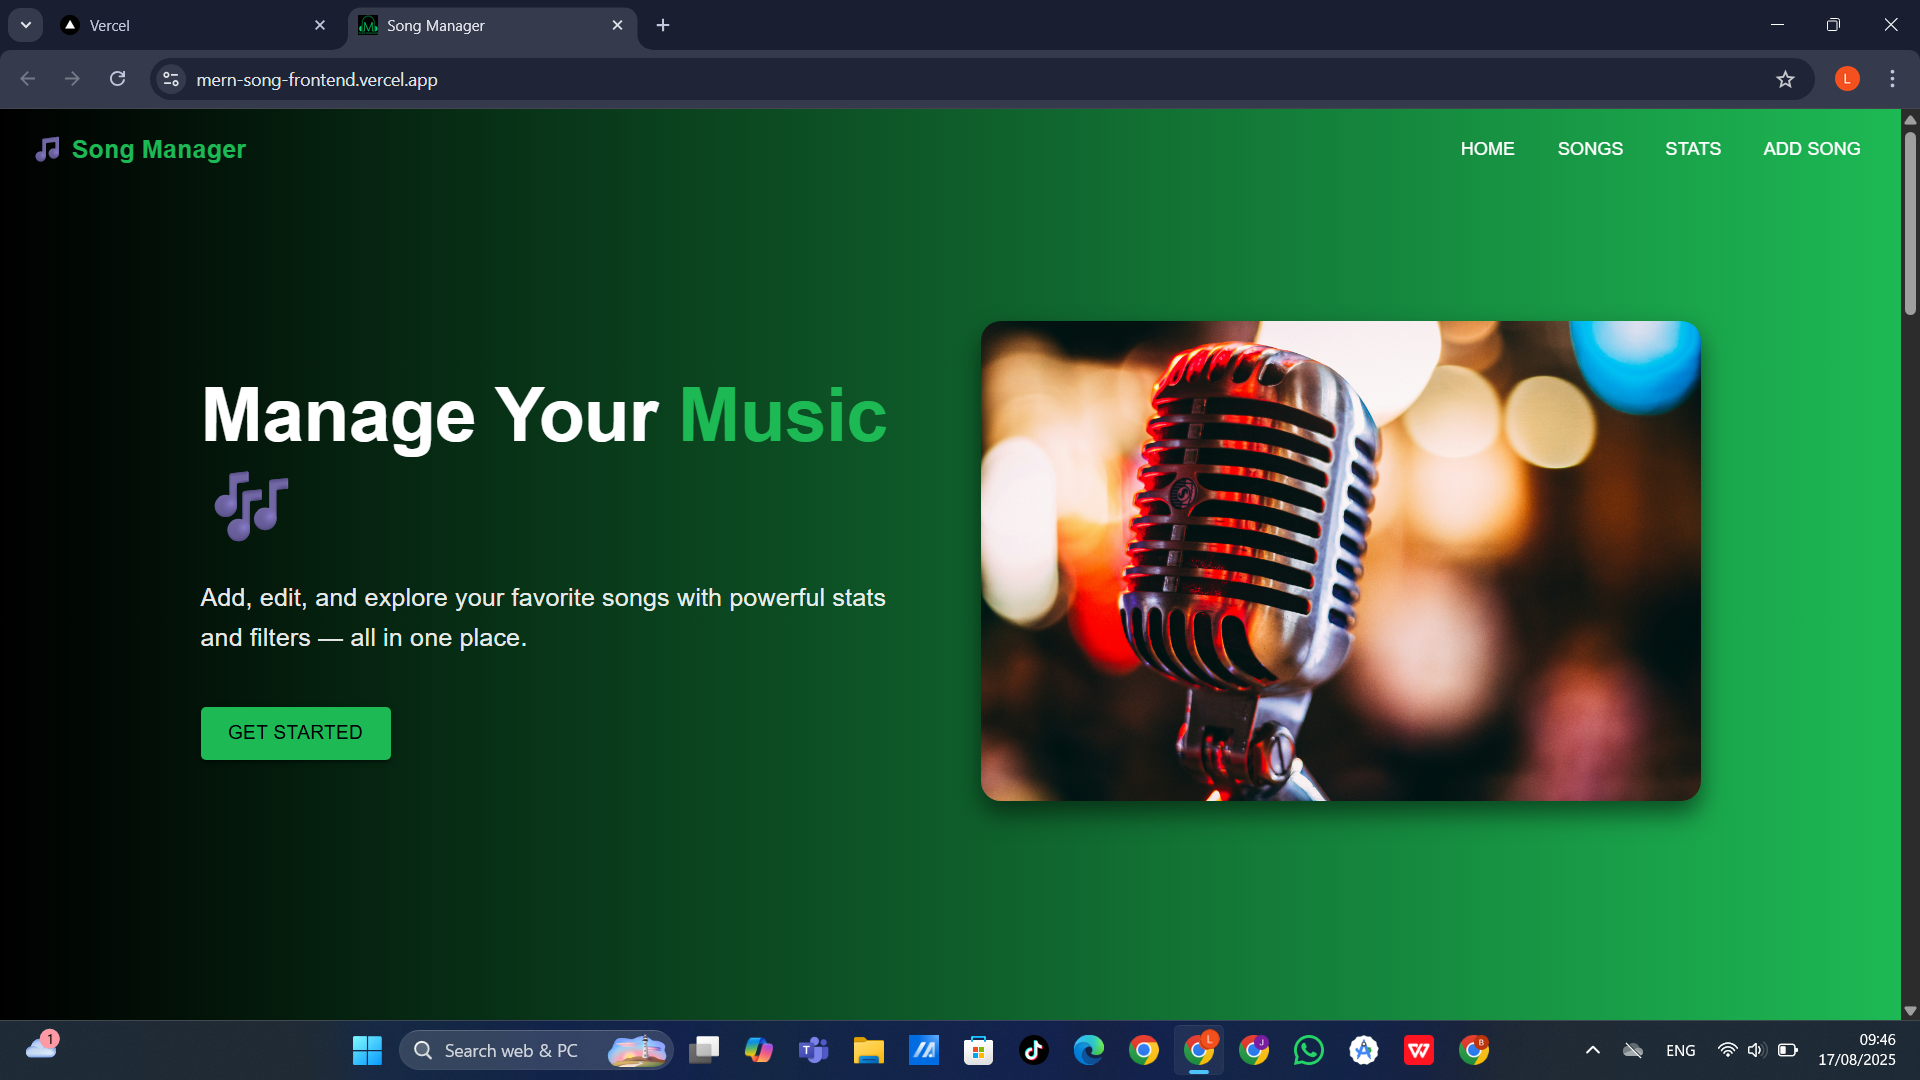 Vercel
Song Manager
mern-song-frontend.vercel.app
L
🎵 Song Manager
HOME
SONGS
STATS
ADD SONG
Manage Your Music
🎶
Add, edit, and explore your favorite songs with powerful stats
and filters — all in one place.
GET STARTED
1
Search web & PC
L
J
B
ENG
09:46
17/08/2025